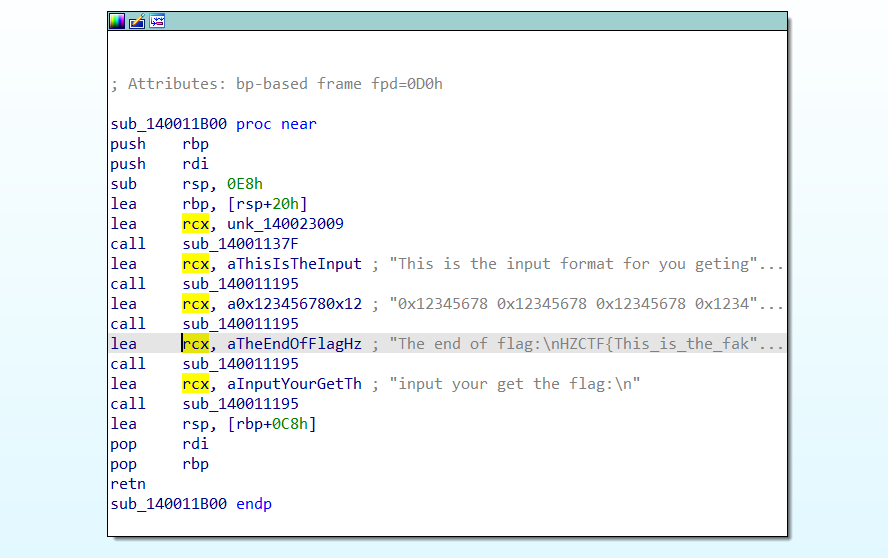 ; Attributes: bp-based frame fpd=0D0h
sub_140011B00 proc near
push rbp
push rdi
sub rsp, 0E8h
lea rbp, [rsp+20h]
lea rcx, unk_140023009
call sub_14001137F
lea rcx, aThisIsTheInput ; "This is the input format for you geting"...
call sub_140011195
lea rcx, a0x123456780x12 ; "0x12345678 0x12345678 0x12345678 0x1234"...
call sub_140011195
lea rcx, aTheEndOfFlagHz ; "The end of flag:\nHZCTF{This_is_the_fak"...
call sub_140011195
lea rcx, aInputYourGetTh ; "input your get the flag:\n"
call sub_140011195
lea rsp, [rbp+0C8h]
pop rdi
pop rbp
retn
sub_140011B00 endp